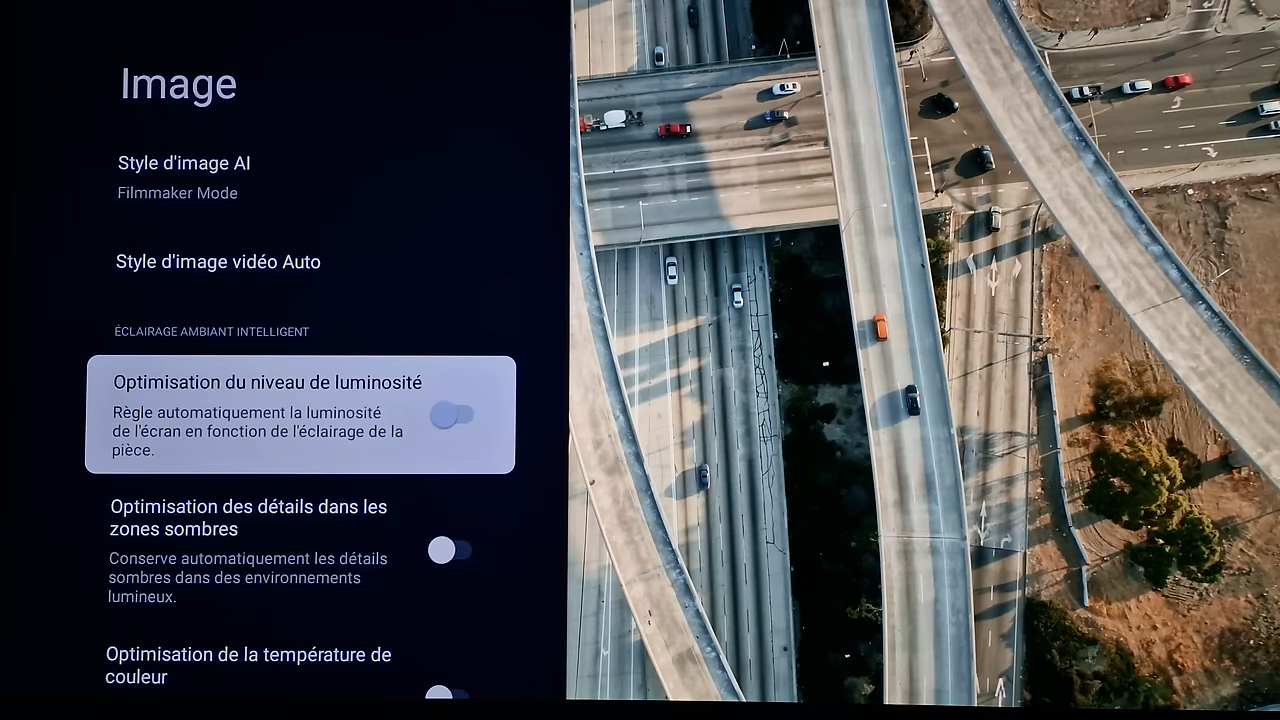 Image
Style d'image AI
Filmmaker Mode
Style d'image vidéo Auto
ÉCLAIRAGE AMBIANT INTELLIGENT
Optimisation du niveau de luminosité
Règle automatiquement la luminosité
de l'écran en fonction de l'éclairage de la
pièce.
Optimisation des détails dans les
zones sombres
Conserve automatiquement les détails
sombres dans des environnements
lumineux.
Optimisation de la température de
couleur